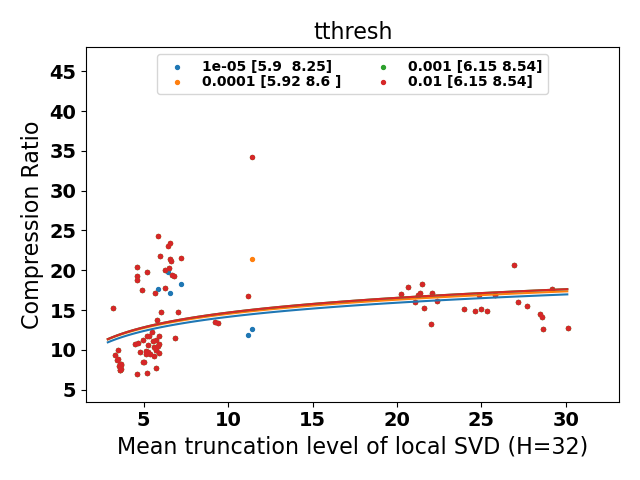 tthresh
1e-05 [5.9  8.25]
0.0001 [5.92 8.6 ]
0.001 [6.15 8.54]
0.01 [6.15 8.54]
Compression Ratio
45
40
35
30
25
20
15
10
5
5 10 15 20 25 30
Mean truncation level of local SVD (H=32)